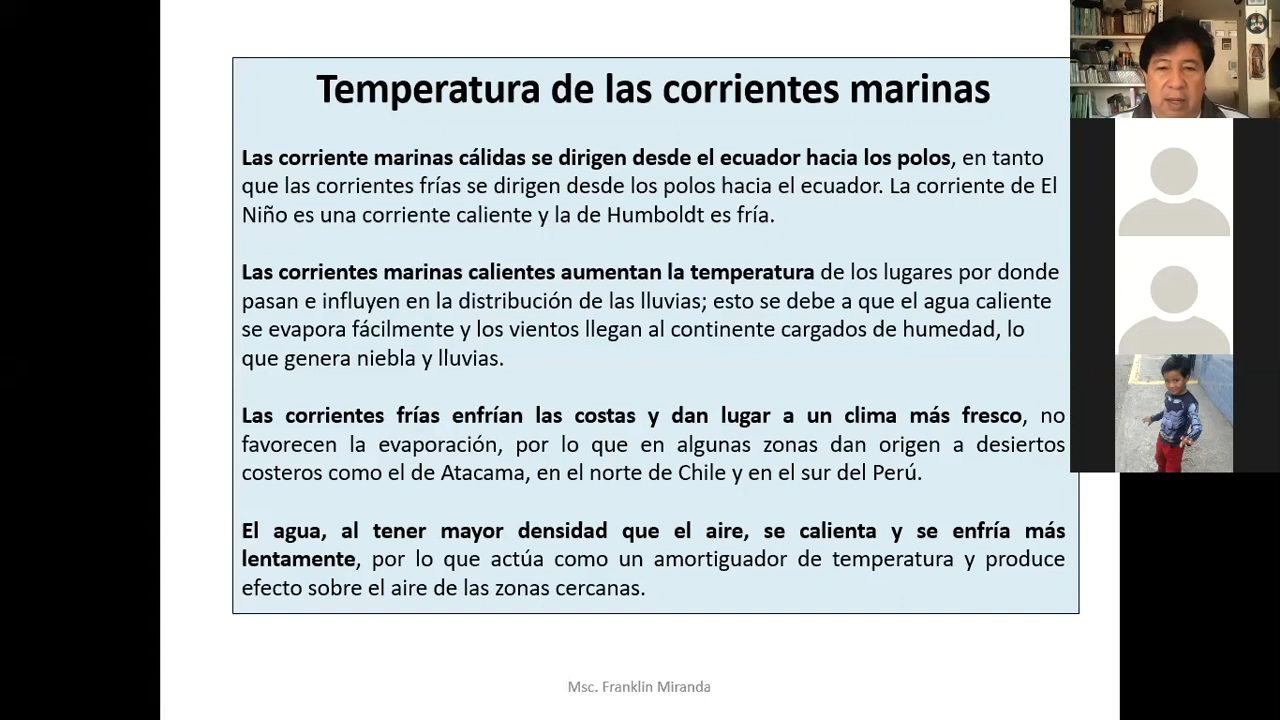 Temperatura de las corrientes marinas
Las corriente marinas cálidas se dirigen desde el ecuador hacia los polos, en tanto
que las corrientes frías se dirigen desde los polos hacia el ecuador. La corriente de El
Niño es una corriente caliente y la de Humboldt es fría.
Las corrientes marinas calientes aumentan la temperatura de los lugares por donde
pasan e influyen en la distribución de las lluvias; esto se debe a que el agua caliente
se evapora fácilmente y los vientos llegan al continente cargados de humedad, lo
que genera niebla y lluvias.
Las corrientes frías enfrían las costas y dan lugar a un clima más fresco, no
favorecen la evaporación, por lo que en algunas zonas dan origen a desiertos
costeros como el de Atacama, en el norte de Chile y en el sur del Perú.
El agua, al tener mayor densidad que el aire, se calienta y se enfría más
lentamente, por lo que actúa como un amortiguador de temperatura y produce
efecto sobre el aire de las zonas cercanas.
Msc. Franklin Miranda